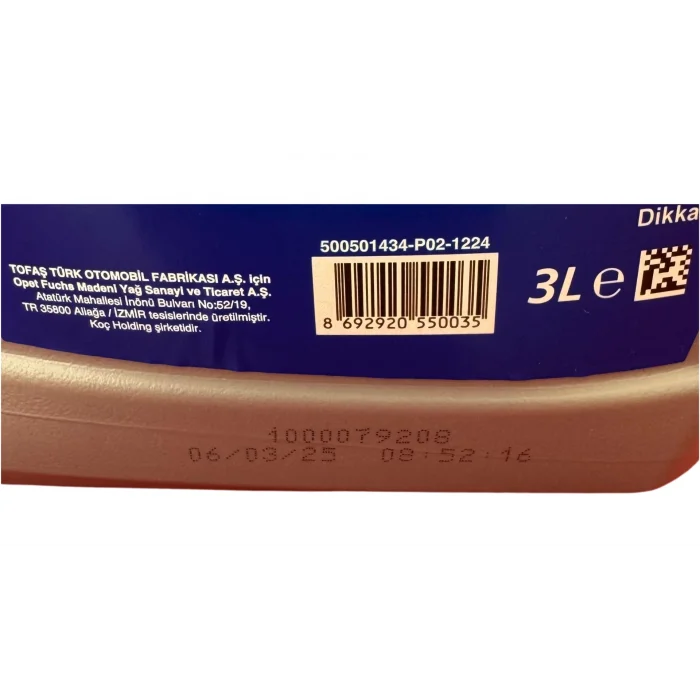 Dikka
500501434-P02-1224
TOFAŞ TÜRK OTOMOBİL FABRİKASI A.Ş. için
Opet Fuchs Madeni Yağ Sanayi ve Ticaret A.Ş.
Atatürk Mahallesi İnönü Bulvarı No:52/19,
TR 35800 Aliağa / İZMİR tesislerinde üretilmiştir.
Koç Holding şirketidir.
8 692920 550035
3L ℮
1000079208
06/03/25 08:52:16